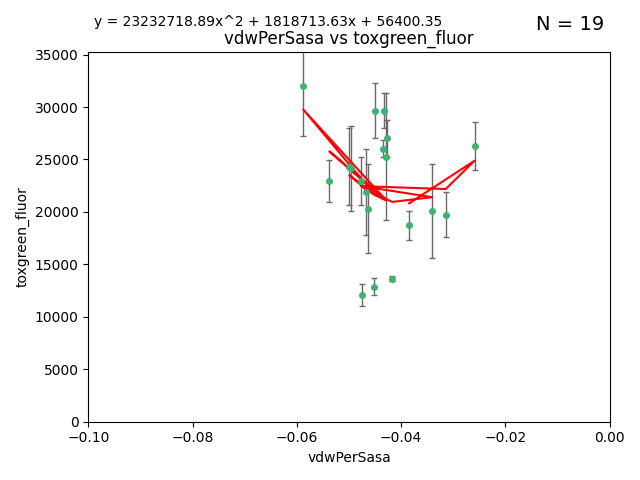 y = 23232718.89x^2 + 1818713.63x + 56400.35
N = 19
vdwPerSasa vs toxgreen_fluor
35000
30000
25000
20000
15000
10000
5000
0
toxgreen_fluor
−0.10
−0.08
−0.06
−0.04
−0.02
0.00
vdwPerSasa